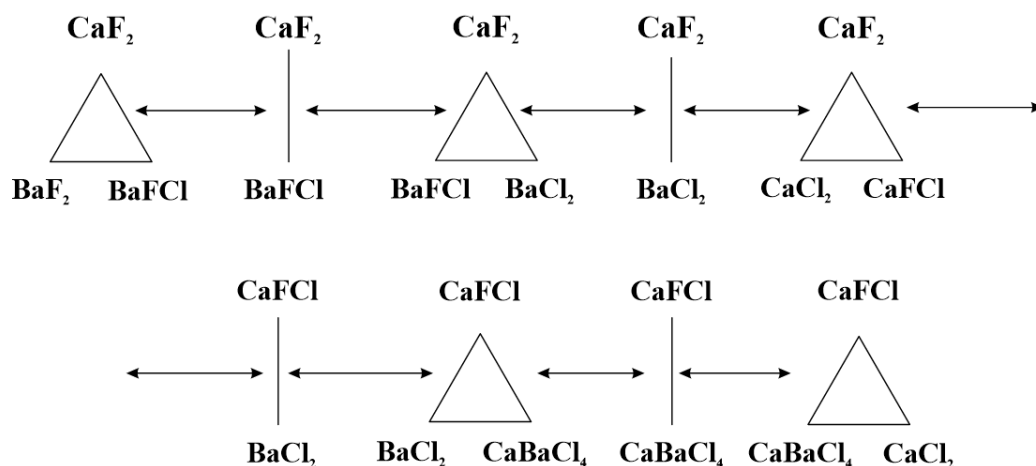 CaF₂ CaF₂ CaF₂ CaF₂ CaF₂
BaF₂ BaFCl BaFCl BaFCl BaCl₂ BaCl₂ CaCl₂ CaFCl
CaFCl CaFCl CaFCl CaFCl
BaCl₂ BaCl₂ CaBaCl₄ CaBaCl₄ CaBaCl₄ CaCl₂